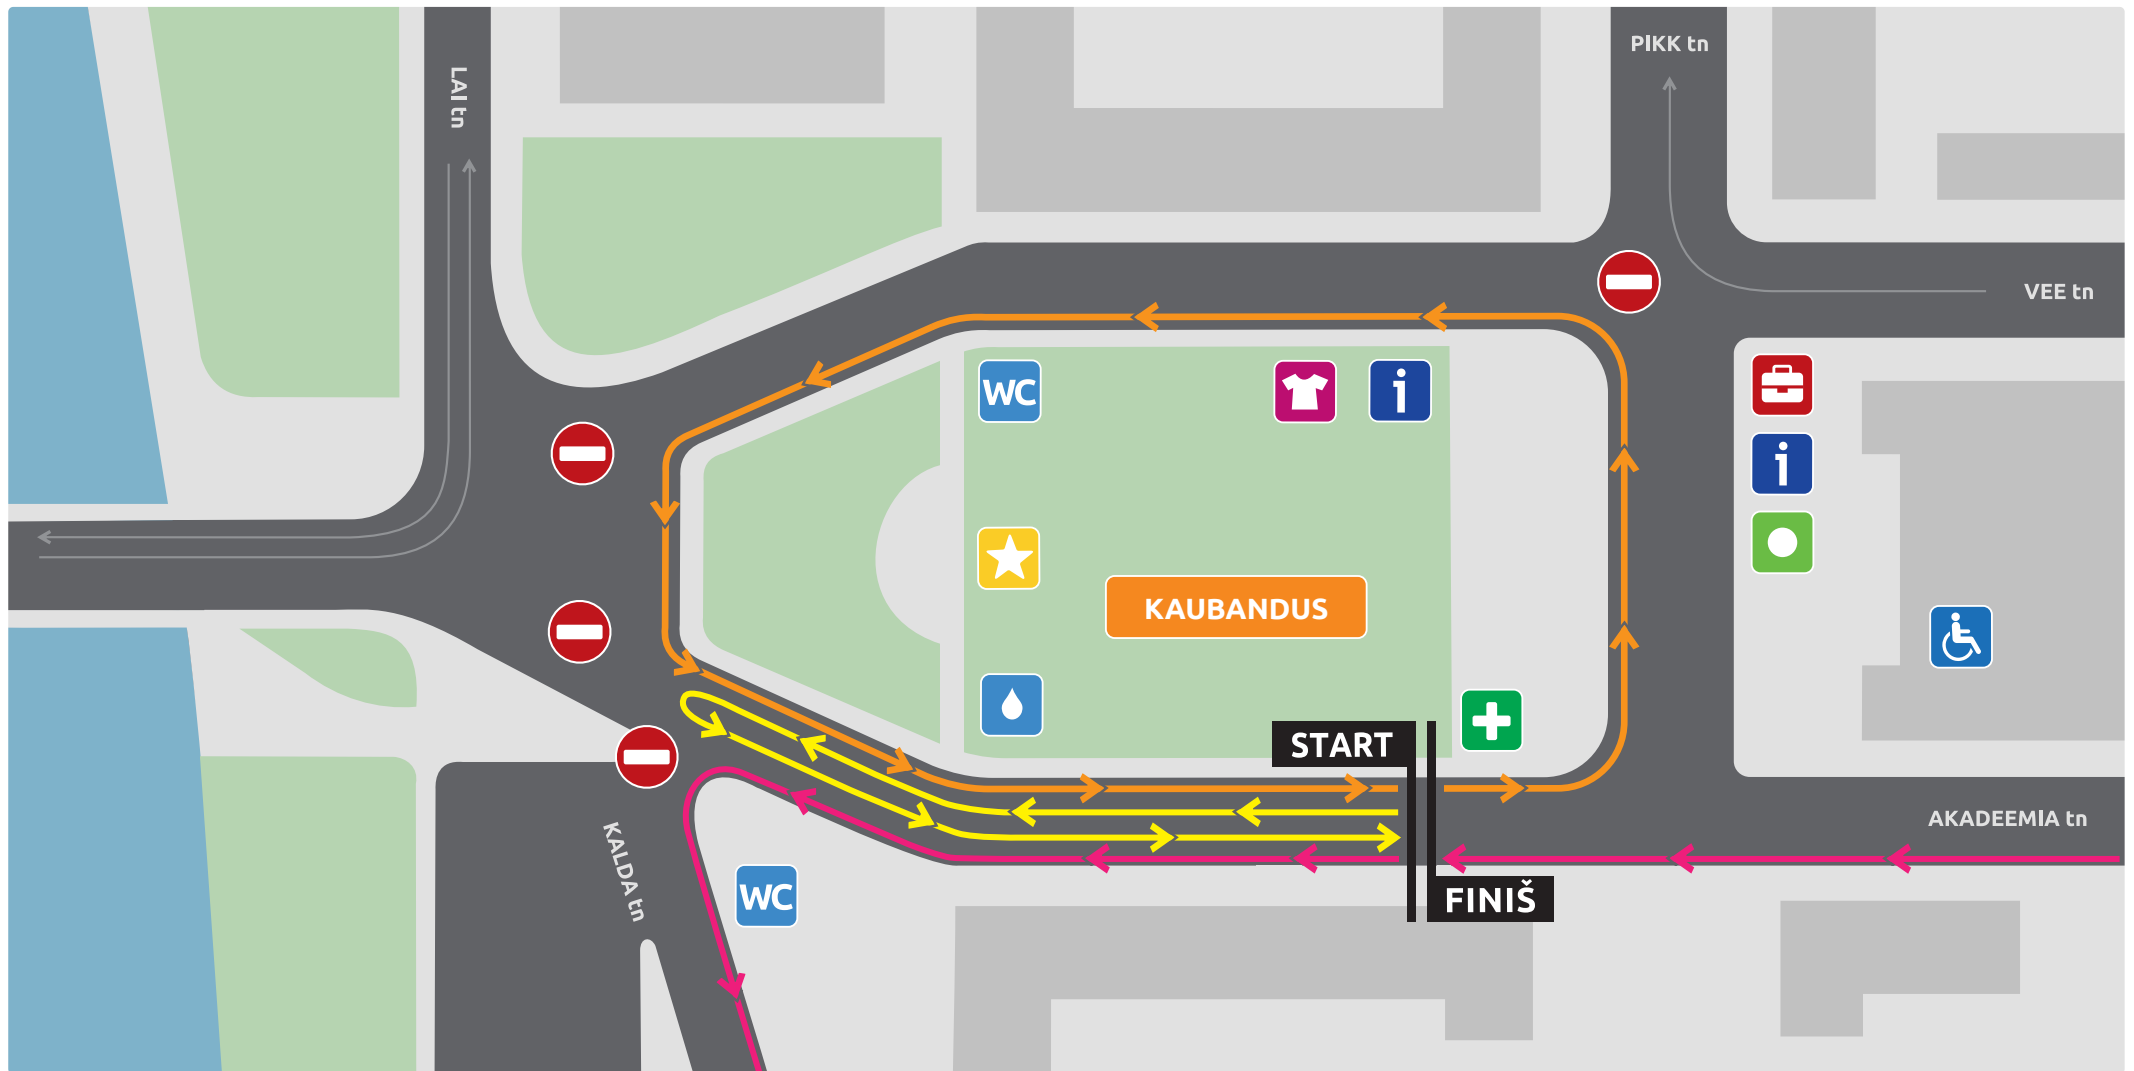 PIKK tn
LAI tn
VEE tn
WC
i
i
KAUBANDUS
START
AKADEEMIA tn
KALDA tn
WC
FINIŠ